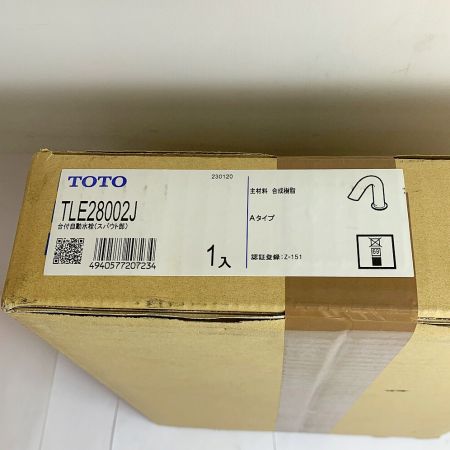 TOTO
230120
TLE28002J
台付自動水栓(スパウト部)
4940577207234
1入
主材料 合成樹脂
Aタイプ
認証登録:Z-151